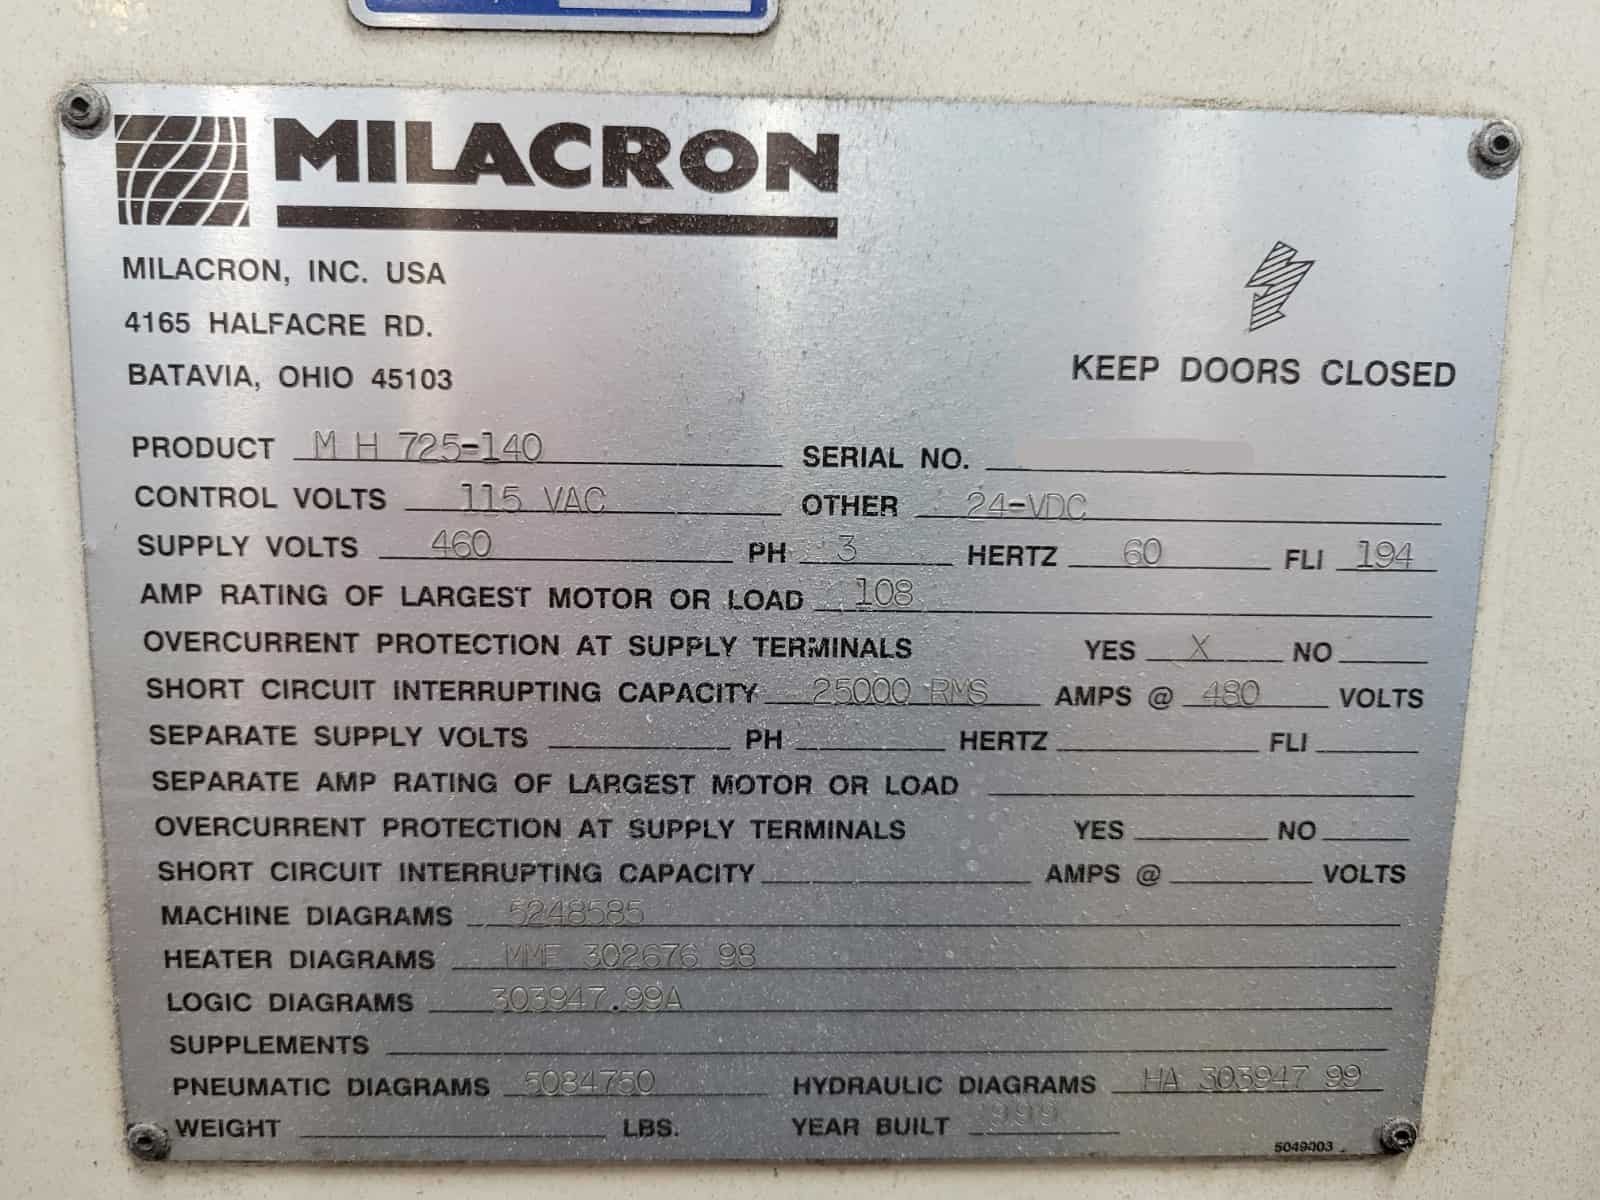 MILACRON
MILACRON, INC. USA
4165 HALFACRE RD.
BATAVIA, OHIO 45103
KEEP DOORS CLOSED
PRODUCT M H 725-140 SERIAL NO.
CONTROL VOLTS 115 VAC OTHER 24-VDC
SUPPLY VOLTS 460 PH 3 HERTZ 60 FLI 194
AMP RATING OF LARGEST MOTOR OR LOAD 108
OVERCURRENT PROTECTION AT SUPPLY TERMINALS YES X NO
SHORT CIRCUIT INTERRUPTING CAPACITY 25000 RMS AMPS @ 480 VOLTS
SEPARATE SUPPLY VOLTS PH HERTZ FLI
SEPARATE AMP RATING OF LARGEST MOTOR OR LOAD
OVERCURRENT PROTECTION AT SUPPLY TERMINALS YES NO
SHORT CIRCUIT INTERRUPTING CAPACITY AMPS @ VOLTS
MACHINE DIAGRAMS 5248585
HEATER DIAGRAMS 302676 98
LOGIC DIAGRAMS 303947.99A
SUPPLEMENTS
PNEUMATIC DIAGRAMS 5084750 HYDRAULIC DIAGRAMS HA 303947 99
WEIGHT LBS. YEAR BUILT
5049003